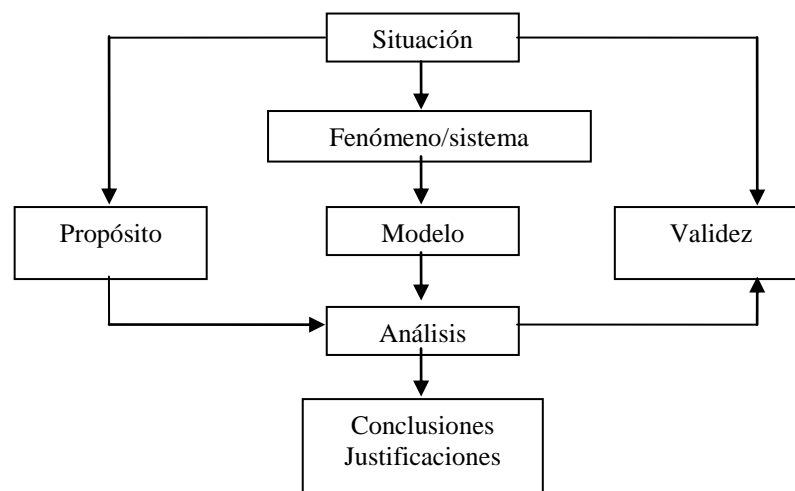 Situación
Fenómeno/sistema
Propósito
Modelo
Validez
Análisis
Conclusiones
Justificaciones